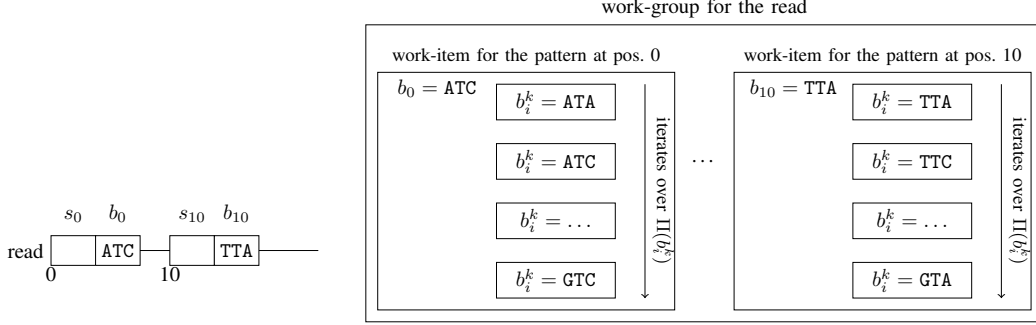 work-group for the read
work-item for the pattern at pos. 0
b_0 = ATC
b_i^k = ATA
b_i^k = ATC
b_i^k = ...
b_i^k = GTC
iterates over Π(b_i^k)
...
work-item for the pattern at pos. 10
b_10 = TTA
b_i^k = TTA
b_i^k = TTC
b_i^k = ...
b_i^k = GTA
iterates over Π(b_i^k)
s_0 b_0 s_10 b_10
read ATC TTA
0 10